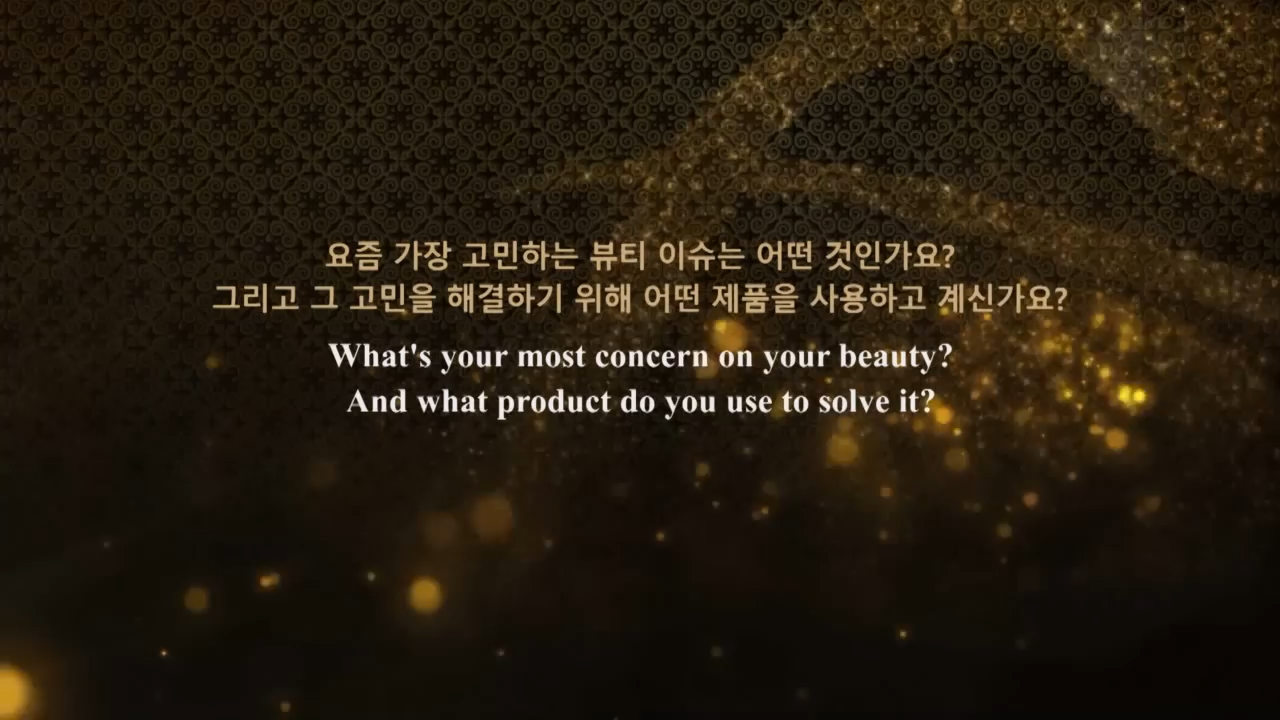 요즘 가장 고민하는 뷰티 이슈는 어떤 것인가요?
그리고 그 고민을 해결하기 위해 어떤 제품을 사용하고 계신가요?
What's your most concern on your beauty?
And what product do you use to solve it?